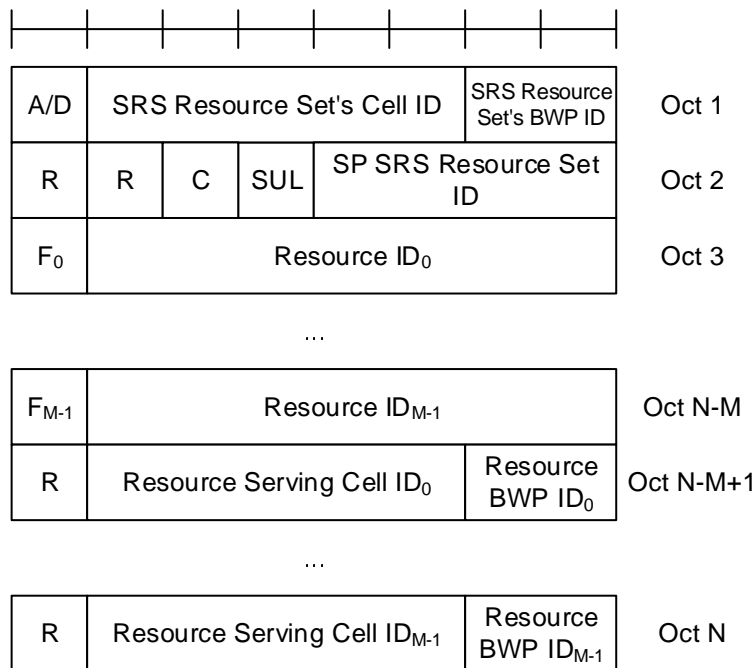 A/D SRS Resource Set's Cell ID SRS Resource Set's BWP ID Oct 1
R R C SUL SP SRS Resource Set ID Oct 2
F0 Resource ID0 Oct 3
...
FM-1 Resource IDM-1 Oct N-M
R Resource Serving Cell ID0 Resource BWP ID0 Oct N-M+1
...
R Resource Serving Cell IDM-1 Resource BWP IDM-1 Oct N